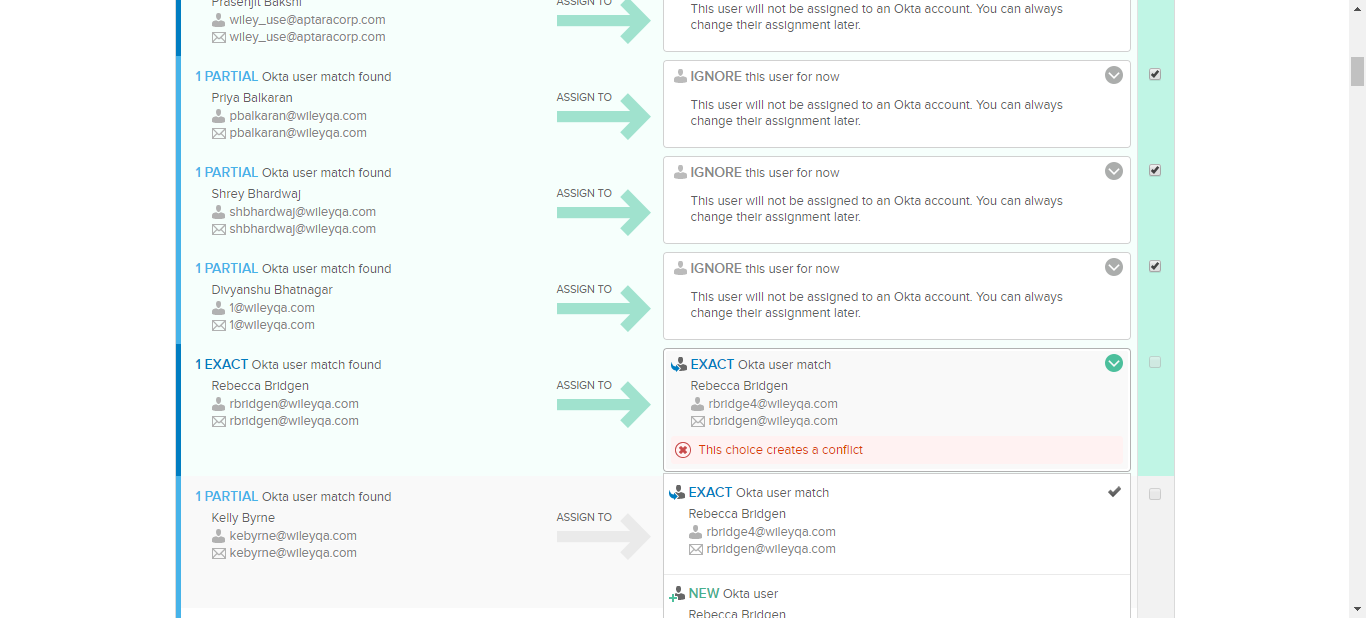 Prasenjit Bakshi
wiley_use@aptaracorp.com
wiley_use@aptaracorp.com
ASSIGN TO
This user will not be assigned to an Okta account. You can always
change their assignment later.
1 PARTIAL Okta user match found
Priya Balkaran
pbalkaran@wileyqa.com
pbalkaran@wileyqa.com
ASSIGN TO
IGNORE this user for now
This user will not be assigned to an Okta account. You can always
change their assignment later.
1 PARTIAL Okta user match found
Shrey Bhardwaj
shbhardwaj@wileyqa.com
shbhardwaj@wileyqa.com
ASSIGN TO
IGNORE this user for now
This user will not be assigned to an Okta account. You can always
change their assignment later.
1 PARTIAL Okta user match found
Divyanshu Bhatnagar
1@wileyqa.com
1@wileyqa.com
ASSIGN TO
IGNORE this user for now
This user will not be assigned to an Okta account. You can always
change their assignment later.
1 EXACT Okta user match found
Rebecca Bridgen
rbridgen@wileyqa.com
rbridgen@wileyqa.com
ASSIGN TO
EXACT Okta user match
Rebecca Bridgen
rbridge4@wileyqa.com
rbridgen@wileyqa.com
This choice creates a conflict
1 PARTIAL Okta user match found
Kelly Byrne
kebyrne@wileyqa.com
kebyrne@wileyqa.com
ASSIGN TO
EXACT Okta user match
Rebecca Bridgen
rbridge4@wileyqa.com
rbridgen@wileyqa.com
NEW Okta user
Rebecca Bridgen